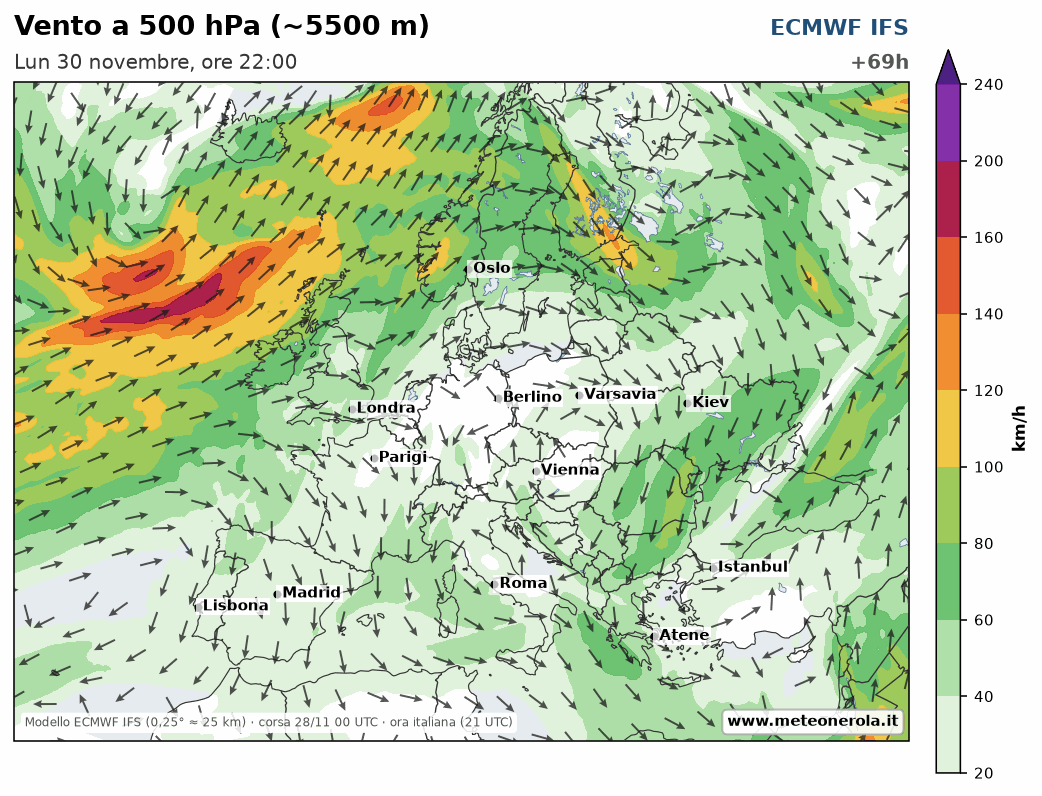 Vento a 500 hPa (~5500 m)
ECMWF IFS
Lun 30 novembre, ore 22:00
+69h
240
200
160
140
120
100
80
60
40
20
km/h
Oslo
Londra
Berlino
Varsavia
Kiev
Parigi
Vienna
Istanbul
Roma
Madrid
Lisbona
Atene
Modello ECMWF IFS (0,25° ≈ 25 km) · corsa 28/11 00 UTC · ora italiana (21 UTC)
www.meteonerola.it